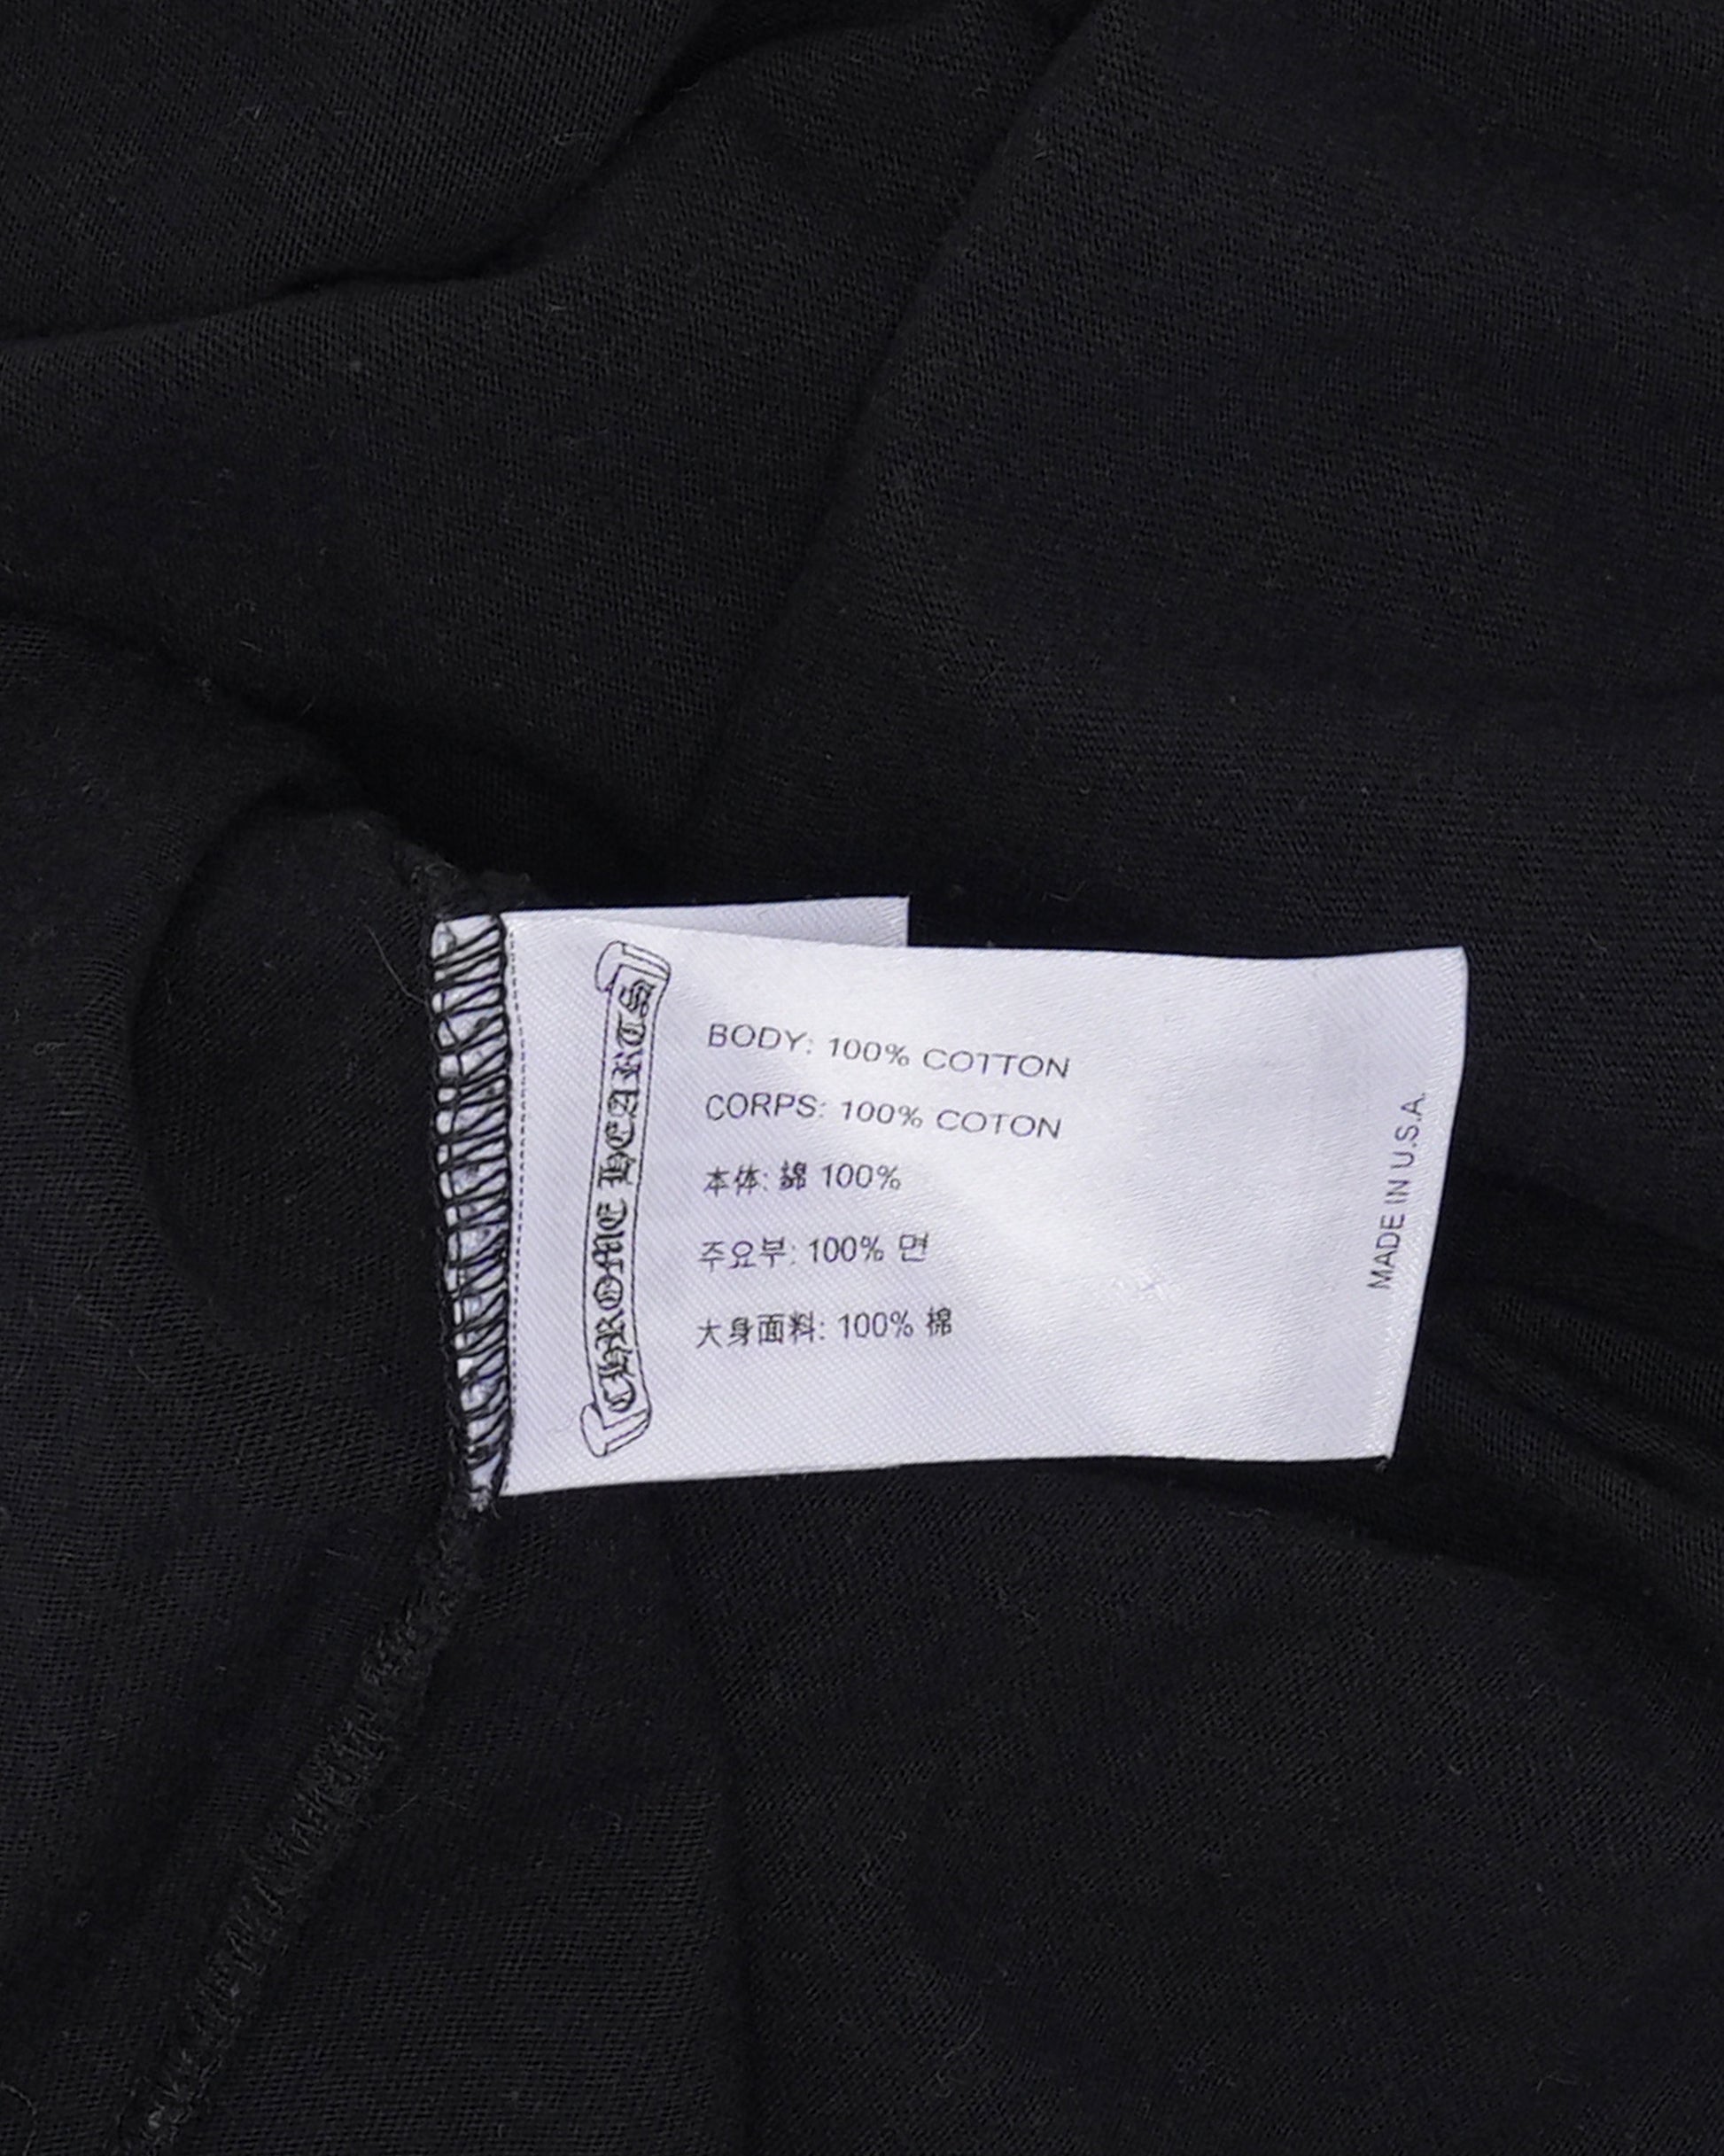 CHROME HEARTS
BODY: 100% COTTON
CORPS: 100% COTON
本体: 綿 100%
주요부: 100% 면
大身面料: 100% 棉
MADE IN U.S.A.